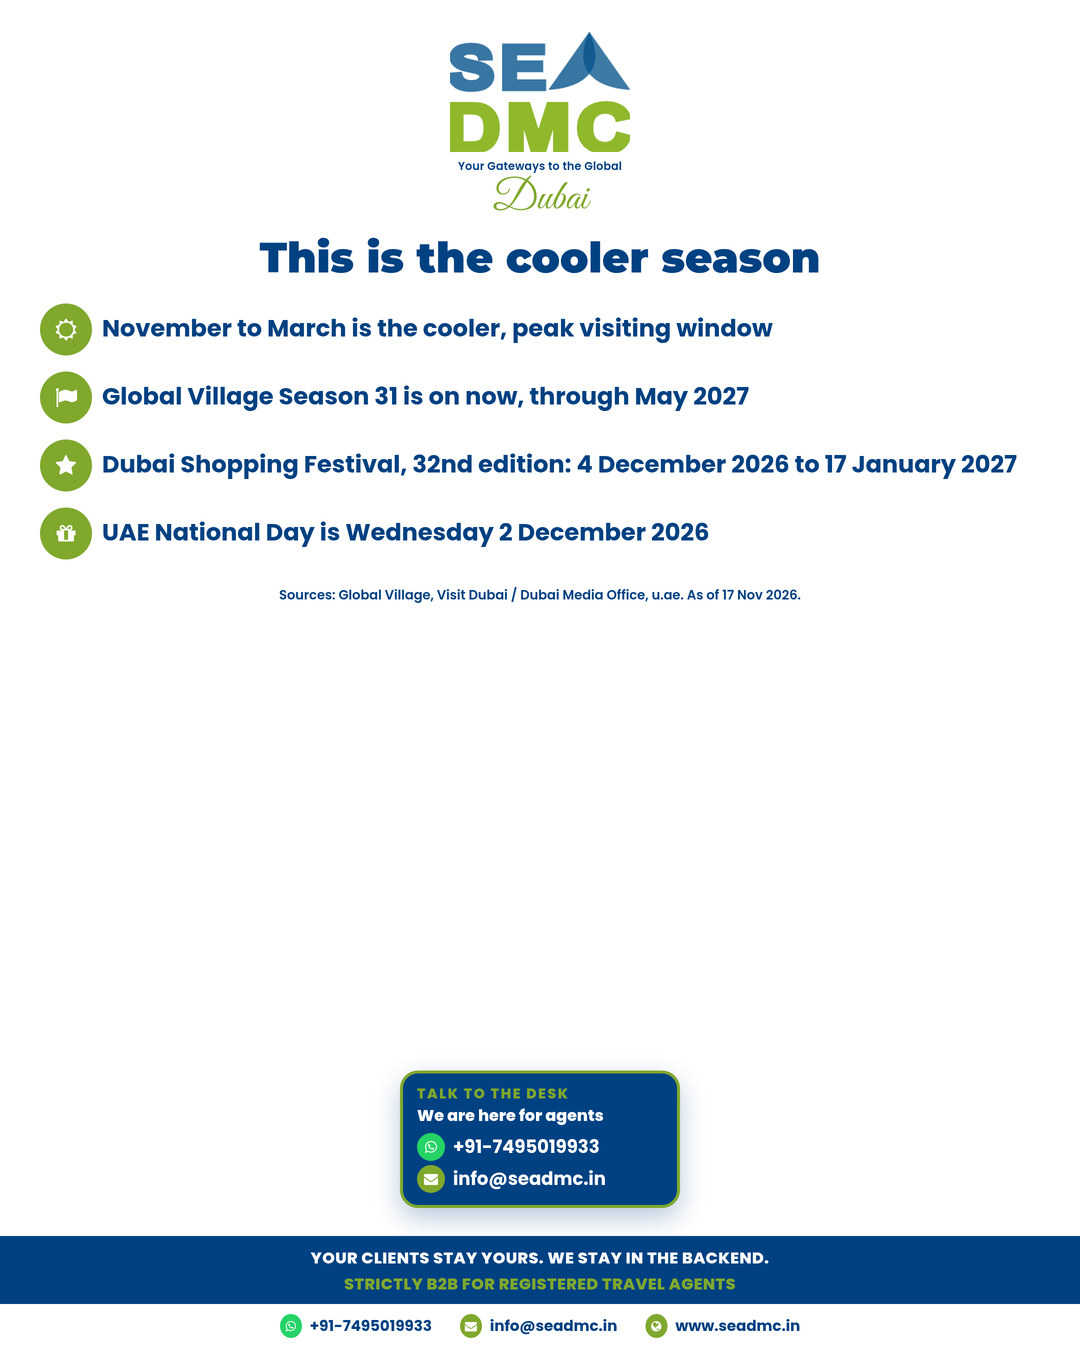 SEA
DMC
Your Gateways to the Global
Dubai
This is the cooler season
November to March is the cooler, peak visiting window
Global Village Season 31 is on now, through May 2027
Dubai Shopping Festival, 32nd edition: 4 December 2026 to 17 January 2027
UAE National Day is Wednesday 2 December 2026
Sources: Global Village, Visit Dubai / Dubai Media Office, u.ae. As of 17 Nov 2026.
TALK TO THE DESK
We are here for agents
+91-7495019933
info@seadmc.in
YOUR CLIENTS STAY YOURS. WE STAY IN THE BACKEND.
STRICTLY B2B FOR REGISTERED TRAVEL AGENTS
+91-7495019933 info@seadmc.in www.seadmc.in